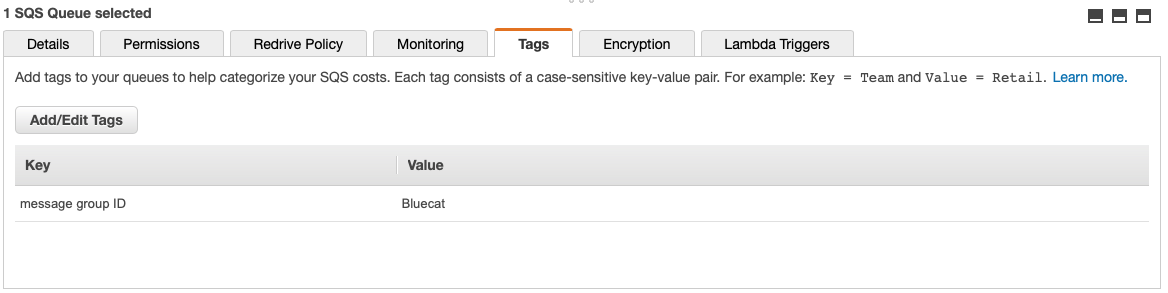 1 SQS Queue selected
Details Permissions Redrive Policy Monitoring Tags Encryption Lambda Triggers
Add tags to your queues to help categorize your SQS costs. Each tag consists of a case-sensitive key-value pair. For example: Key = Team and Value = Retail. Learn more.
Add/Edit Tags
Key Value
message group ID Bluecat